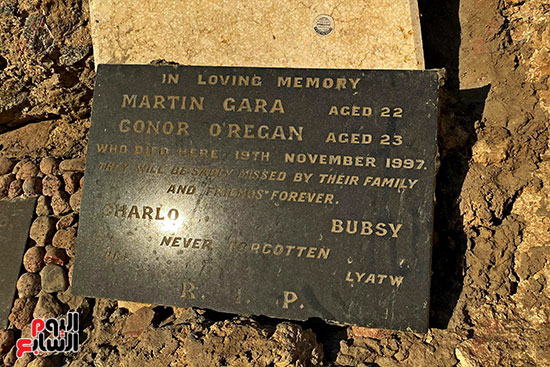 IN LOVING MEMORY
MARTIN GARA AGED 22
CONOR O'REGAN AGED 23
WHO DIED HERE 19TH NOVEMBER 1997.
THEY WILL BE SADLY MISSED BY THEIR FAMILY
AND FRIENDS FOREVER.
CHARLO BUBSY
NEVER FORGOTTEN
LYATW
R. I. P.
اليوم
السابع